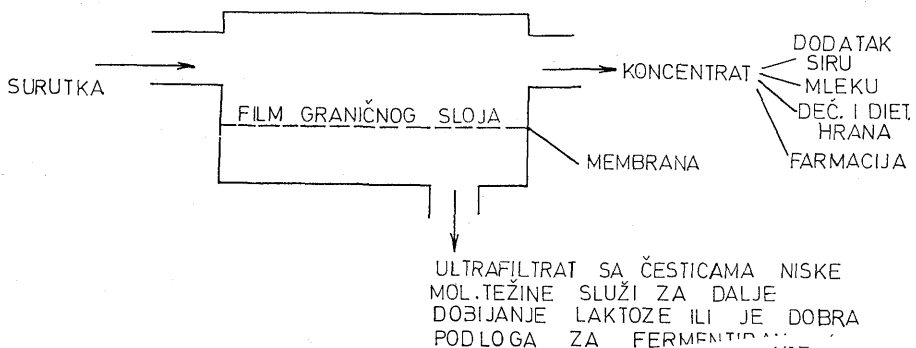 SURUTKA
FILM GRANIČNOG SLOJA
MEMBRANA
KONCENTRAT
DODATAK
SIRU
MLEKU
DEČ. I DIET.
HRANA
FARMACIJA
ULTRAFILTRAT SA ČESTICAMA NISKE
MOL.TEŽINE SLUŽI ZA DALJE
DOBIJANJE LAKTOZE ILI JE DOBRA
PODLOGA ZA